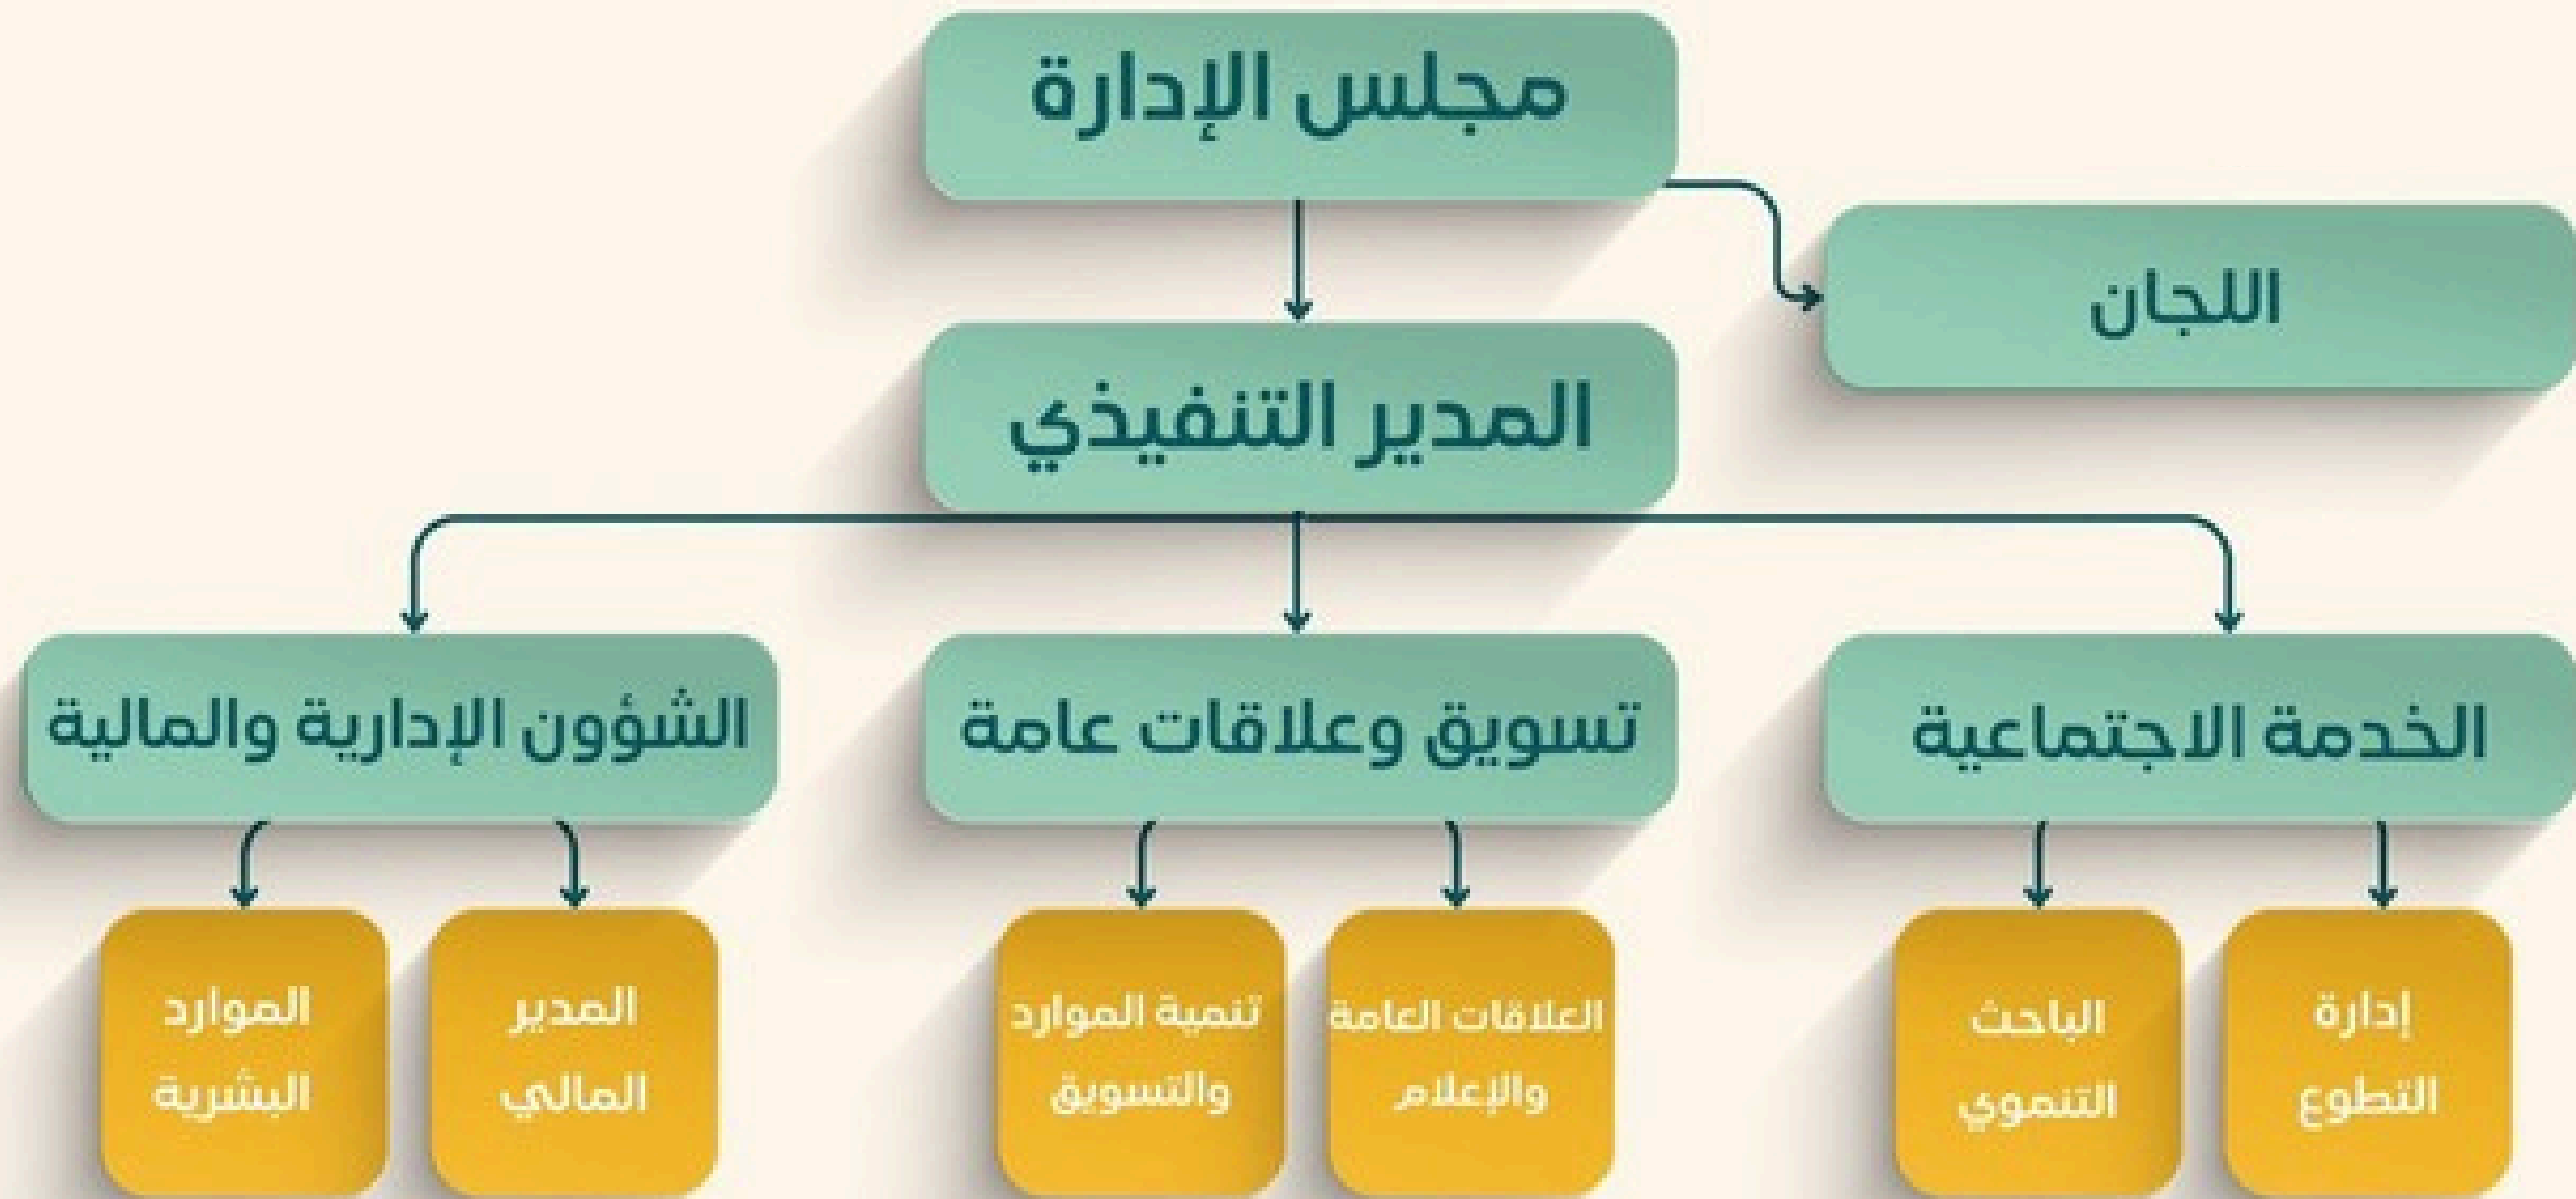 مجلس الإدارة
اللجان
المدير التنفيذي
الخدمة الاجتماعية
تسويق وعلاقات عامة
الشؤون الإدارية والمالية
إدارة
التطوع
الباحث
التنموي
العلاقات العامة
والإعلام
تنمية الموارد
والتسويق
المدير
المالي
الموارد
البشرية